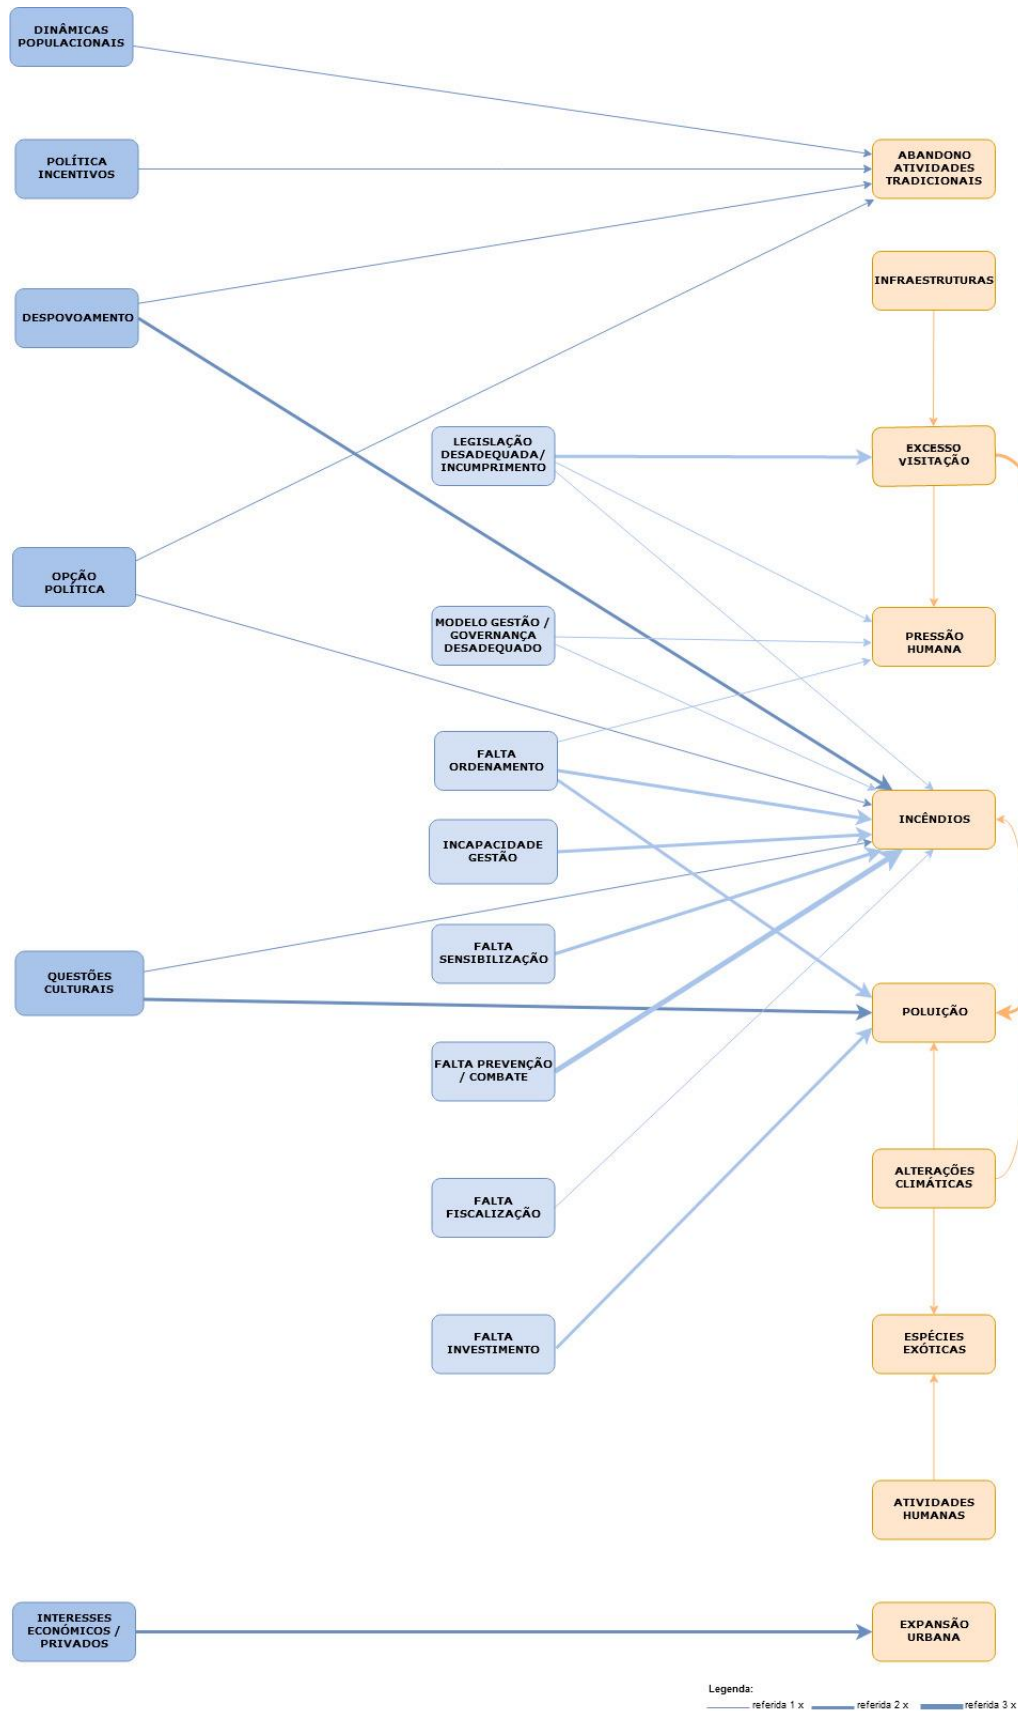 DINÂMICAS
POPULACIONAIS
POLÍTICA
INCENTIVOS
ABANDONO
ATIVIDADES
TRADICIONAIS
INFRAESTRUTURAS
DESPOVOAMENTO
LEGISLAÇÃO
DESADEQUADA/
INCUMPRIMENTO
EXCESSO
VISITAÇÃO
OPÇÃO
POLÍTICA
MODELO GESTÃO /
GOVERNANÇA
DESADEQUADO
PRESSÃO
HUMANA
FALTA
ORDENAMENTO
INCÊNDIOS
INCAPACIDADE
GESTÃO
FALTA
SENSIBILIZAÇÃO
QUESTÕES
CULTURAIS
POLUIÇÃO
FALTA PREVENÇÃO
/ COMBATE
ALTERAÇÕES
CLIMÁTICAS
FALTA
FISCALIZAÇÃO
FALTA
INVESTIMENTO
ESPÉCIES
EXÓTICAS
ATIVIDADES
HUMANAS
INTERESSES
ECONÓMICOS /
PRIVADOS
EXPANSÃO
URBANA
Legenda:
referida 1 x referida 2 x referida 3 x